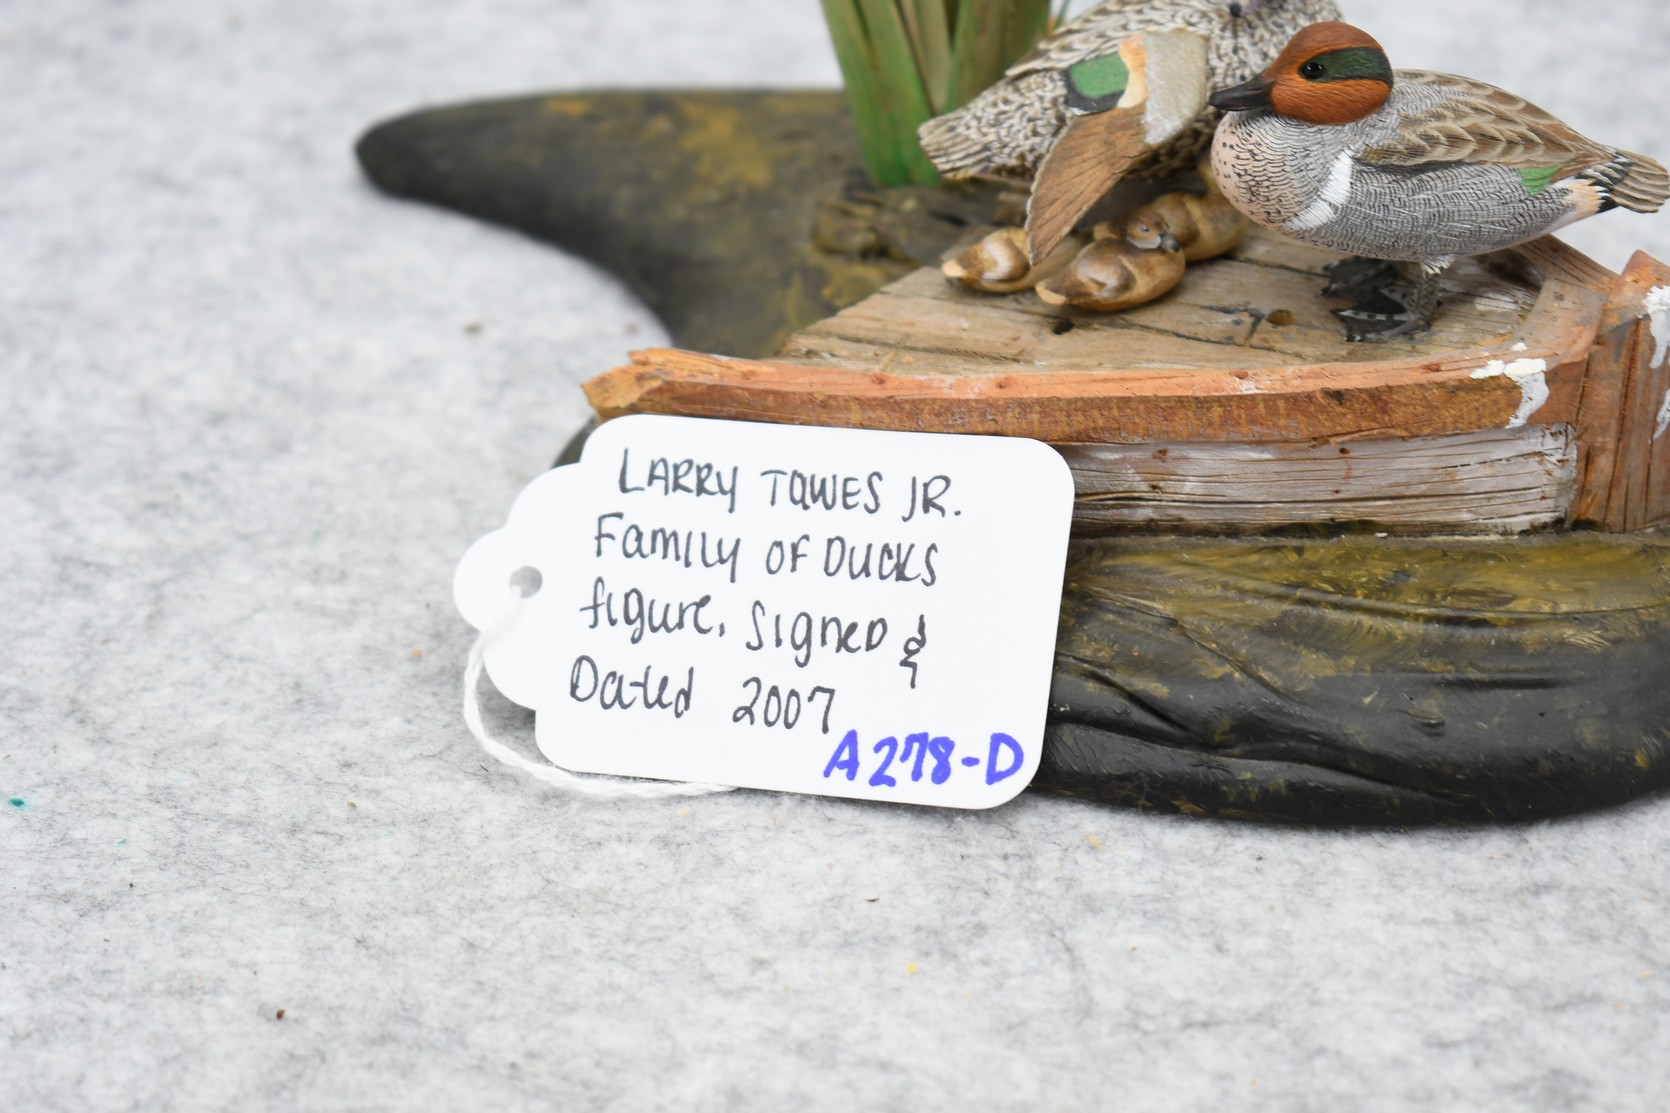 LARRY TAWES JR.
Family OF Ducks
figure, Signed &
Dated 2007
A278-D